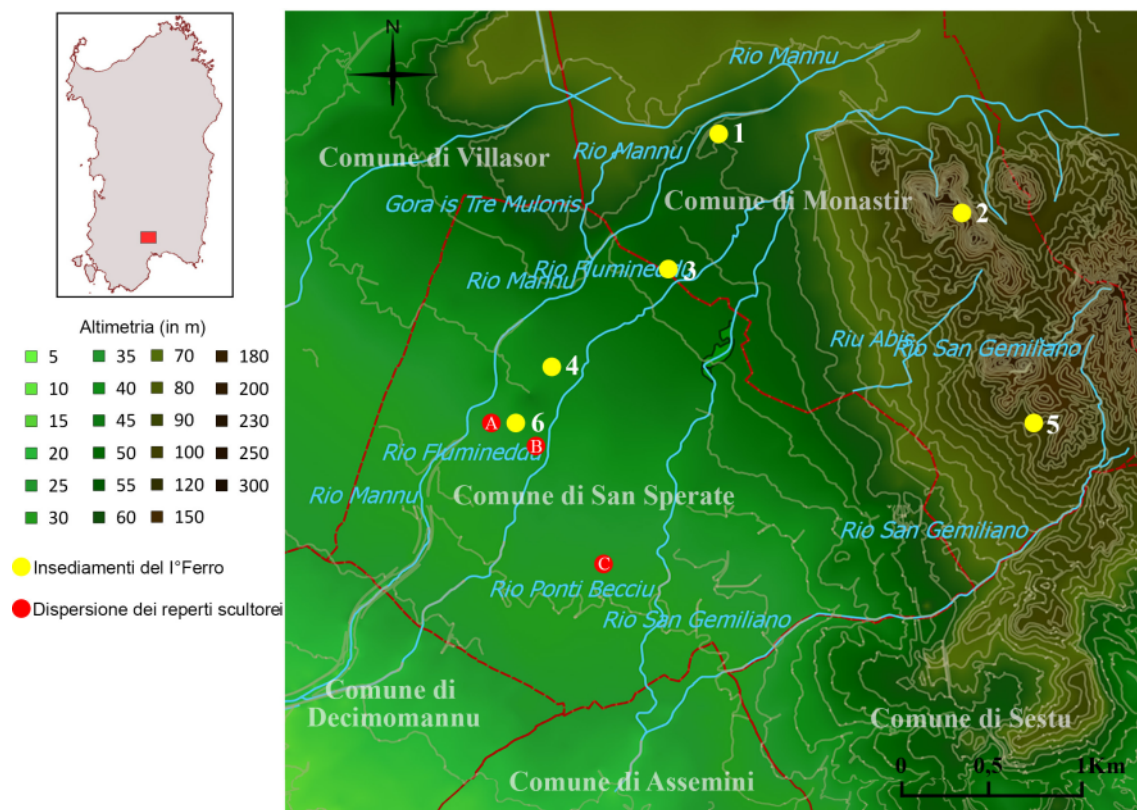 N
Rio Mannu
1
Comune di Villasor
Rio Mannu
Gora is Tre Mulonis
Comune di Monastir
2
Rio Flumineddu
3
Rio Mannu
Riu Abis
Rio San Gemiliano
4
A
6
B
5
Rio Flumineddu
Rio Mannu
Comune di San Sperate
Rio San Gemiliano
C
Rio Ponti Becciu
Rio San Gemiliano
Comune di
Decimomannu
Comune di Sestu
Comune di Assemini
0 0,5 1Km
Altimetria (in m)
5 35 70 180
10 40 80 200
15 45 90 230
20 50 100 250
25 55 120 300
30 60 150
Insediamenti del I°Ferro
Dispersione dei reperti scultorei